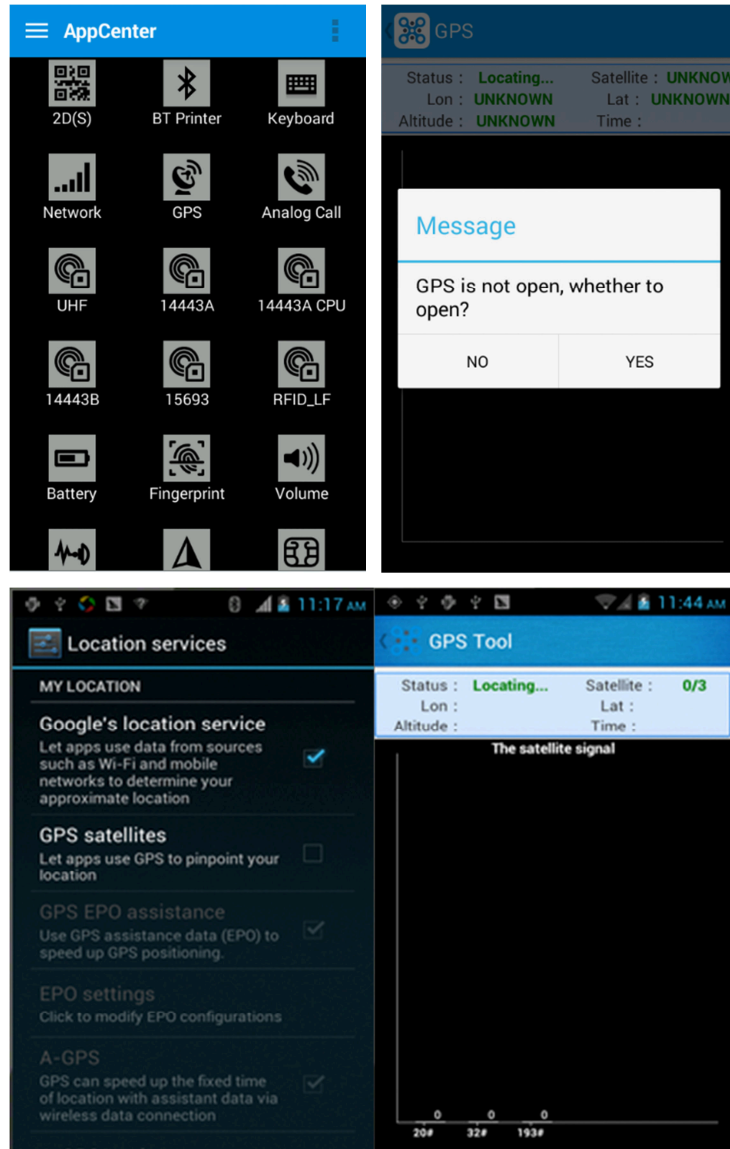 AppCenter
2D(S) BT Printer Keyboard
Network GPS Analog Call
UHF 14443A 14443A CPU
14443B 15693 RFID_LF
Battery Fingerprint Volume
GPS
Status : Locating... Satellite : UNKNOW
Lon : UNKNOWN Lat : UNKNOWN
Altitude : UNKNOWN Time :
Message
GPS is not open, whether to
open?
NO YES
11:17 AM
Location services
MY LOCATION
Google's location service
Let apps use data from sources
such as Wi-Fi and mobile
networks to determine your
approximate location
GPS satellites
Let apps use GPS to pinpoint your
location
GPS EPO assistance
Use GPS assistance data (EPO) to
speed up GPS positioning.
EPO settings
Click to modify EPO configurations
A-GPS
GPS can speed up the fixed time
of location with assistant data via
wireless data connection
11:44 AM
GPS Tool
Status : Locating... Satellite : 0/3
Lon : Lat :
Altitude : Time :
The satellite signal
0 0 0
20# 32# 193#